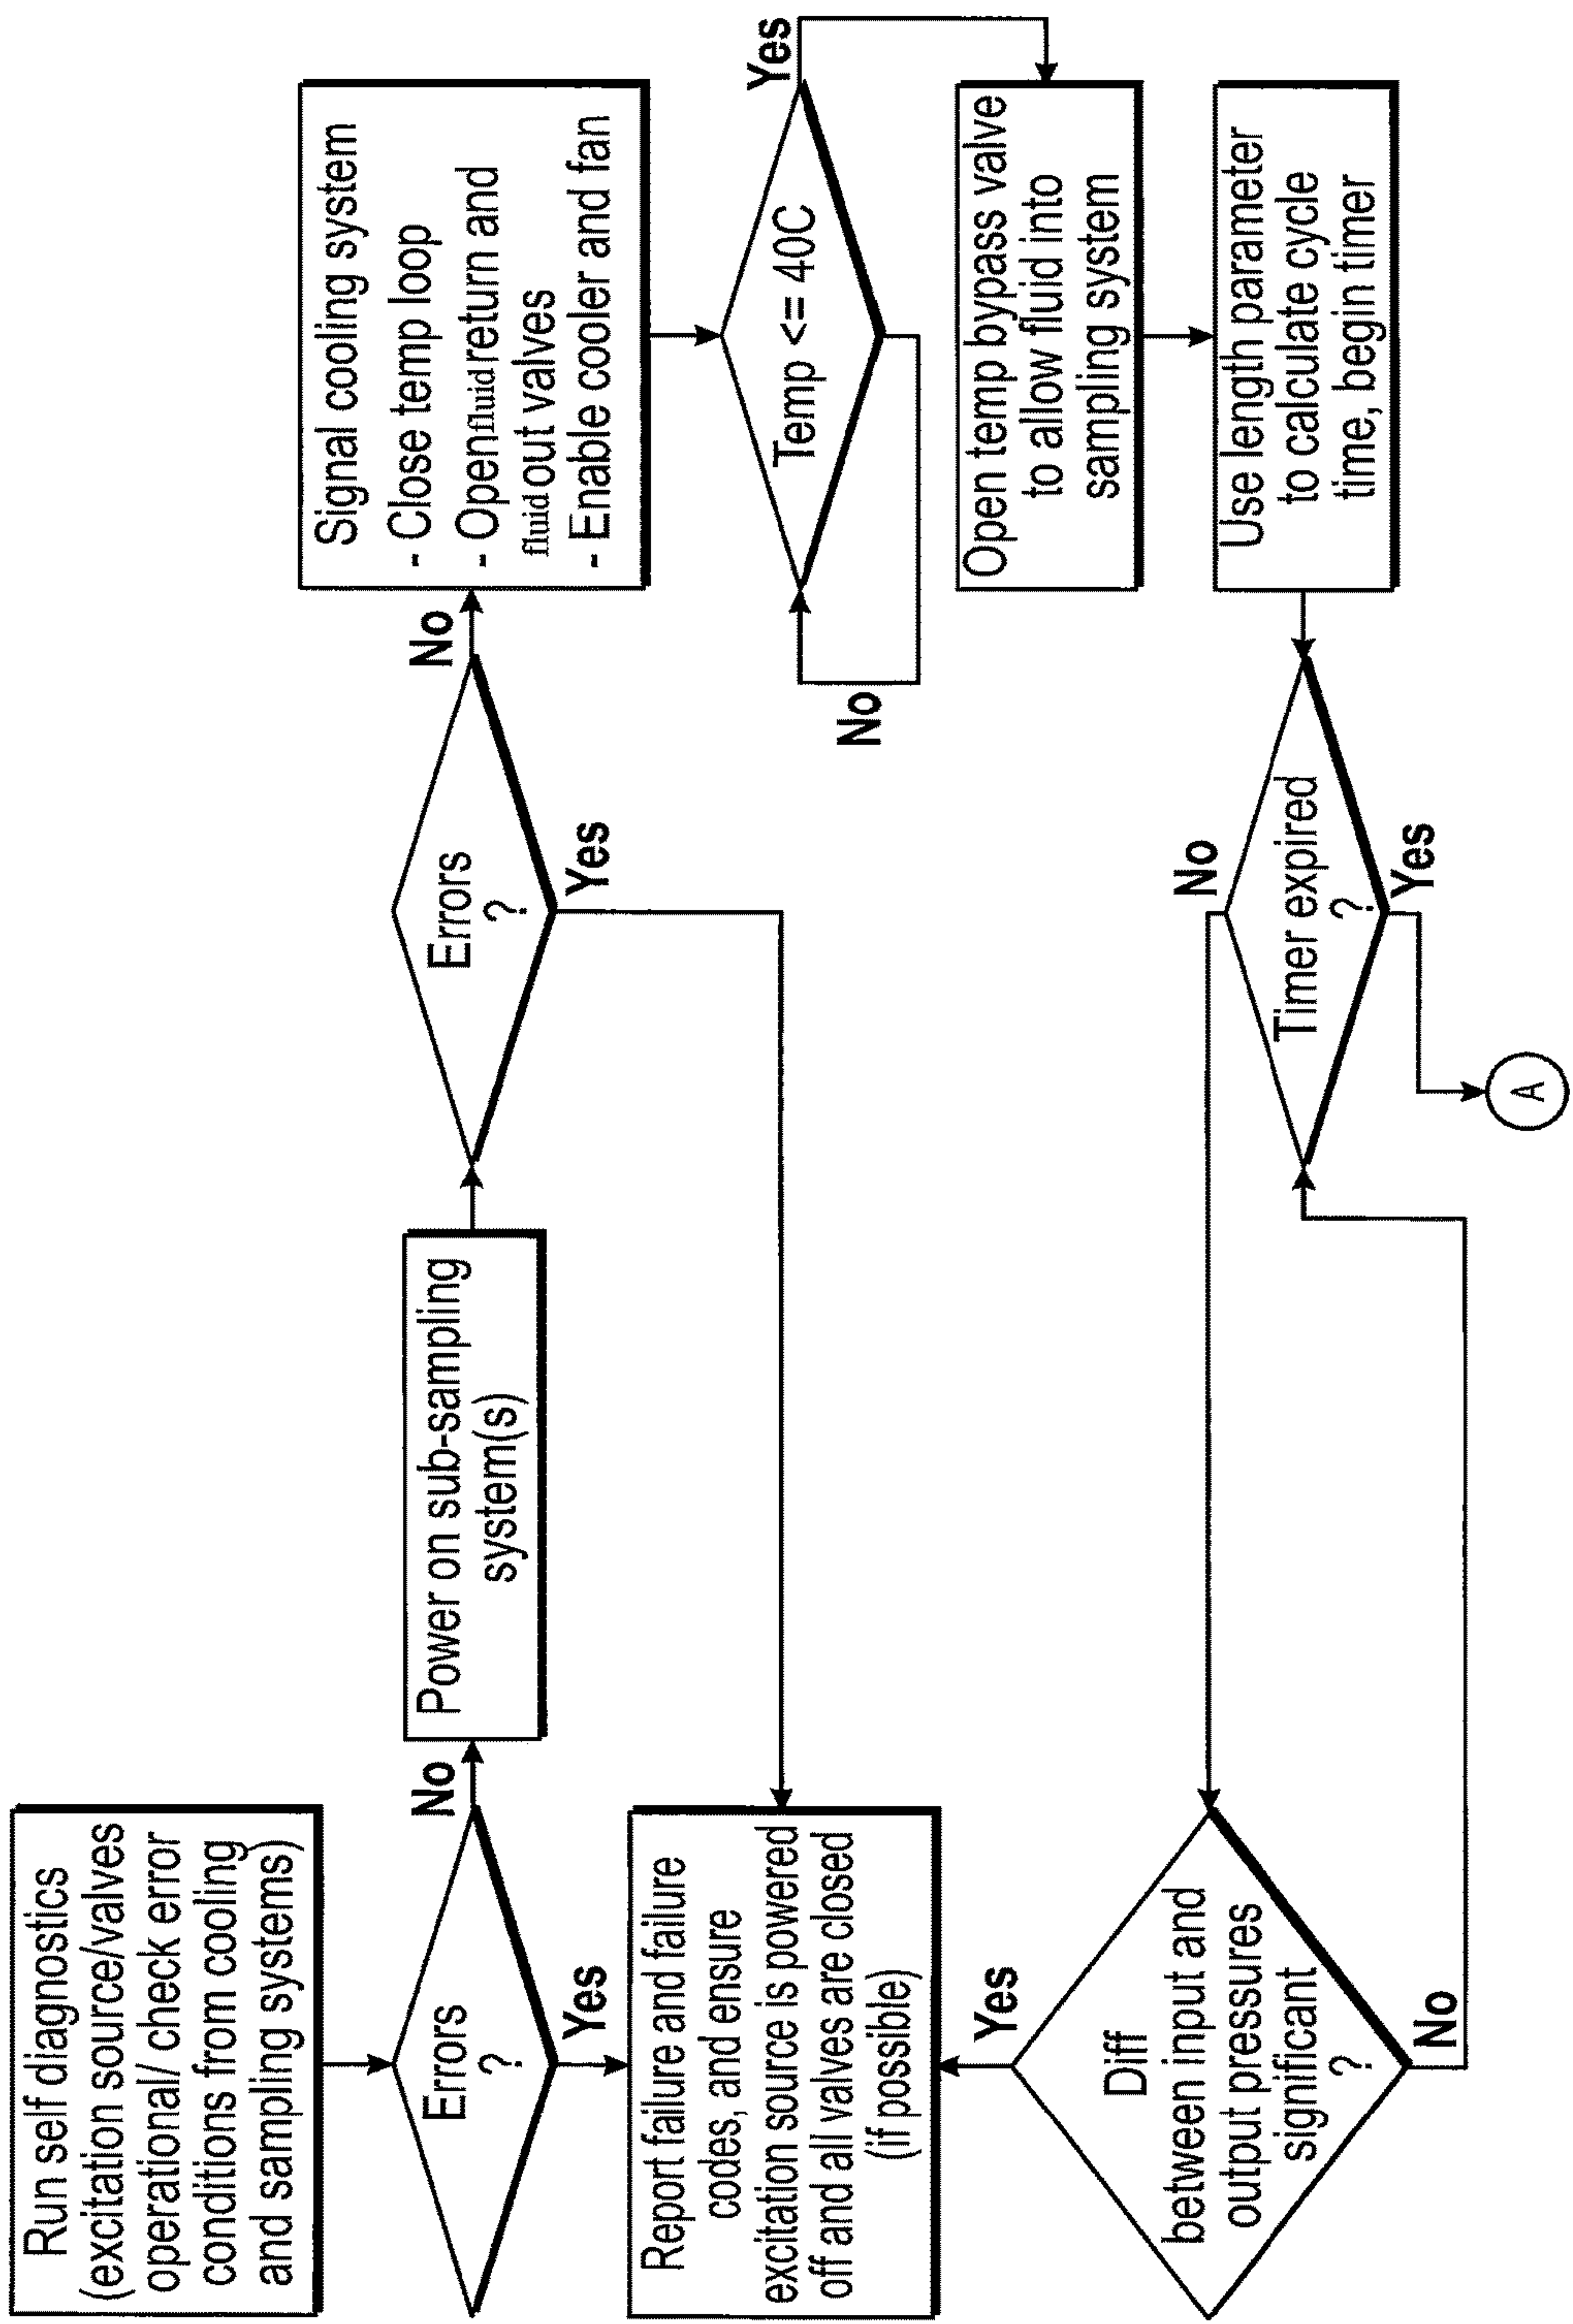 Run self diagnostics
(excitation source/valves
operational/ check error
conditions from cooling
and sampling systems)
Errors
?
No
Yes
Power on sub-sampling
system(s)
Errors
?
No
Yes
Signal cooling system
- Close temp loop
- Open fluid return and
fluid out valves
- Enable cooler and fan
Temp <= 40C
No
Yes
Open temp bypass valve
to allow fluid into
sampling system
Use length parameter
to calculate cycle
time, begin timer
Timer expired
?
No
Yes
A
Diff
between input and
output pressures
significant
?
Yes
No
Report failure and failure
codes, and ensure
excitation source is powered
off and all valves are closed
(if possible)